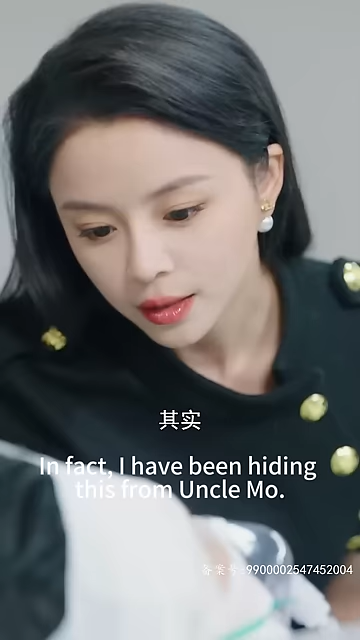 其实
In fact, I have been hiding
this from Uncle Mo.
备案号:9900002547452004